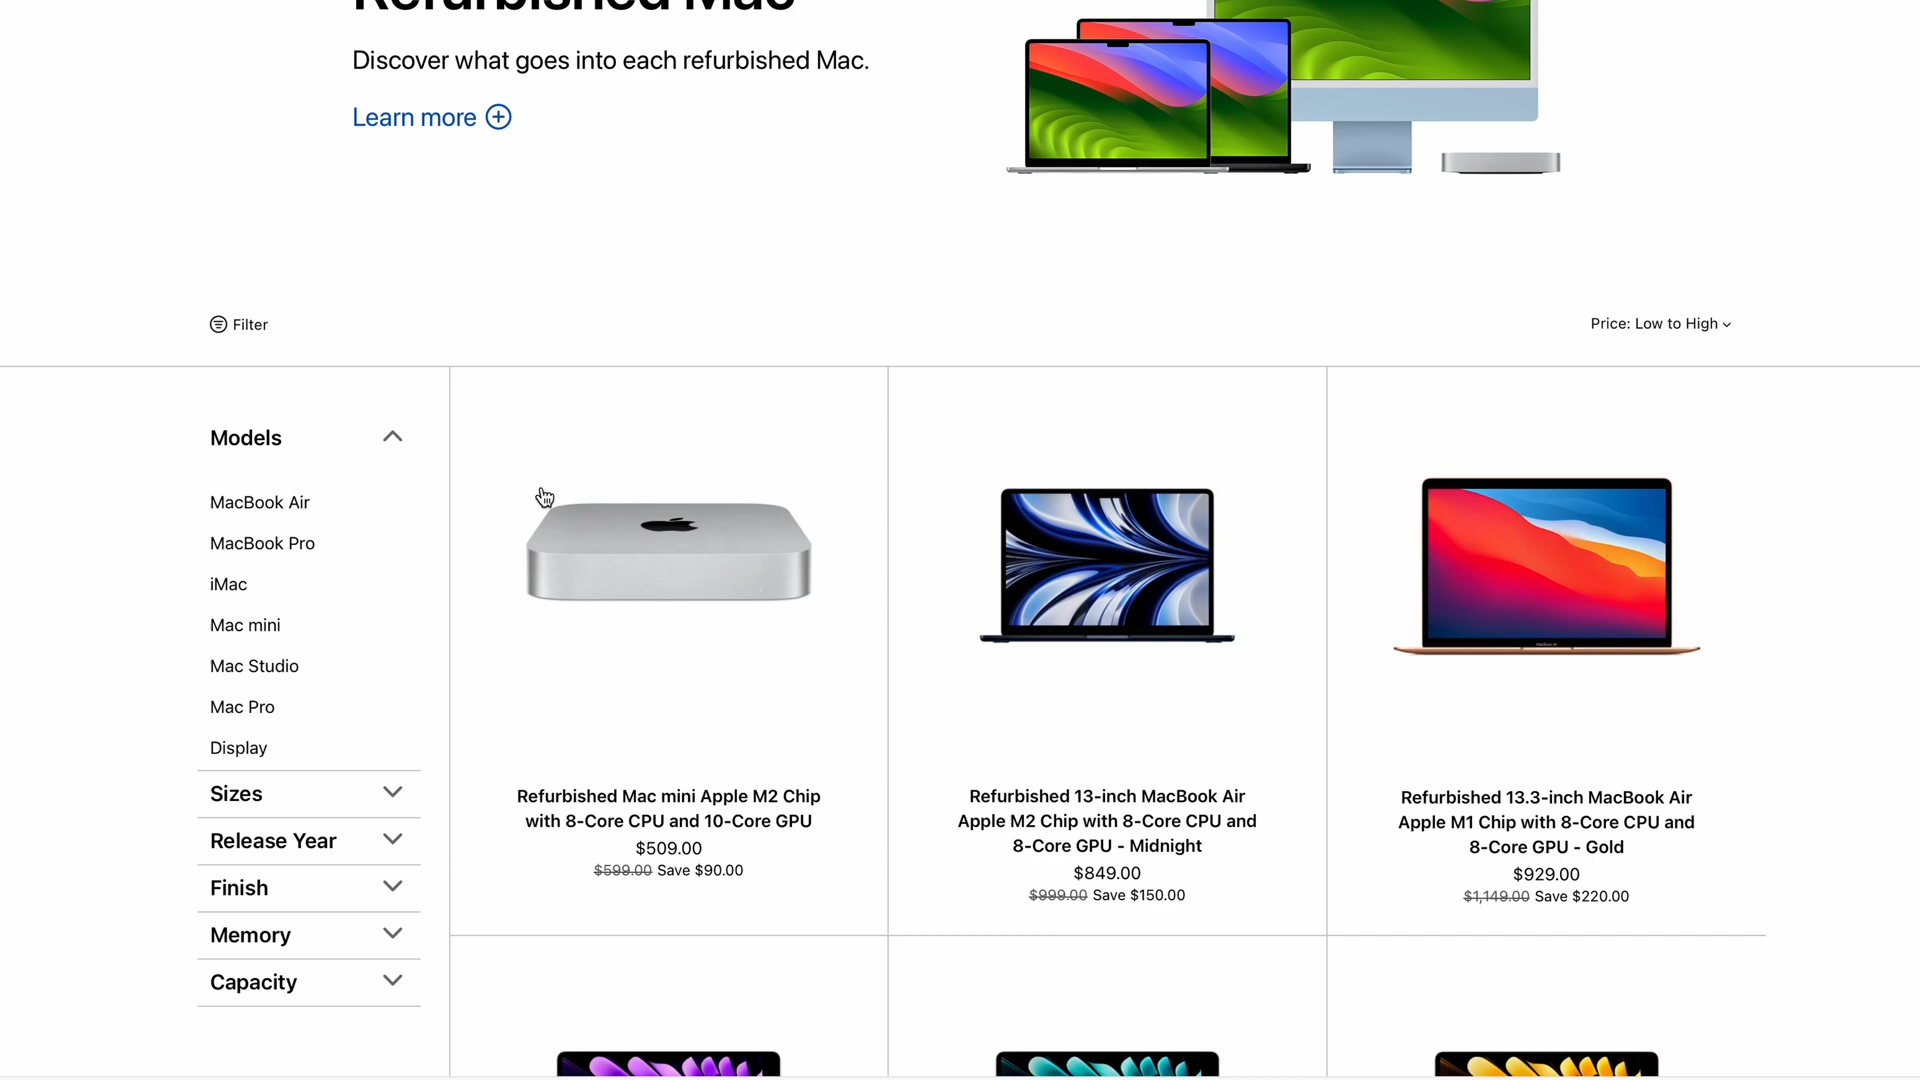 Refurbished Mac
Discover what goes into each refurbished Mac.
Learn more
Filter
Price: Low to High
Models
MacBook Air
MacBook Pro
iMac
Mac mini
Mac Studio
Mac Pro
Display
Sizes
Release Year
Finish
Memory
Capacity
Refurbished Mac mini Apple M2 Chip
with 8-Core CPU and 10-Core GPU
$509.00
$599.00 Save $90.00
Refurbished 13-inch MacBook Air
Apple M2 Chip with 8-Core CPU and
8-Core GPU - Midnight
$849.00
$999.00 Save $150.00
Refurbished 13.3-inch MacBook Air
Apple M1 Chip with 8-Core CPU and
8-Core GPU - Gold
$929.00
$1,149.00 Save $220.00